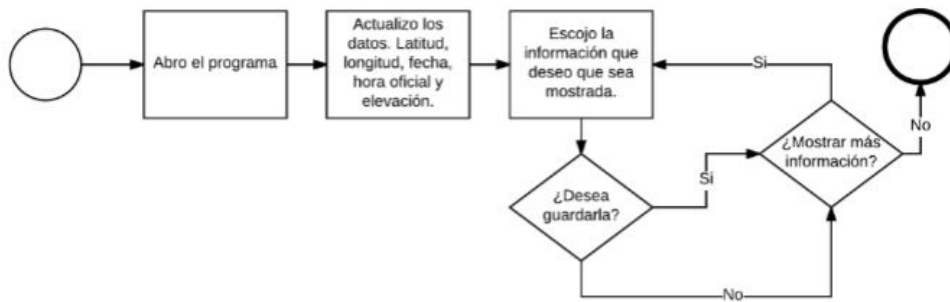 Abro el programa
Actualizo los
datos. Latitud,
longitud, fecha,
hora oficial y
elevación.
Escojo la
información que
deseo que sea
mostrada.
Si
¿Mostrar más
información?
No
¿Desea
guardarla?
Si
No